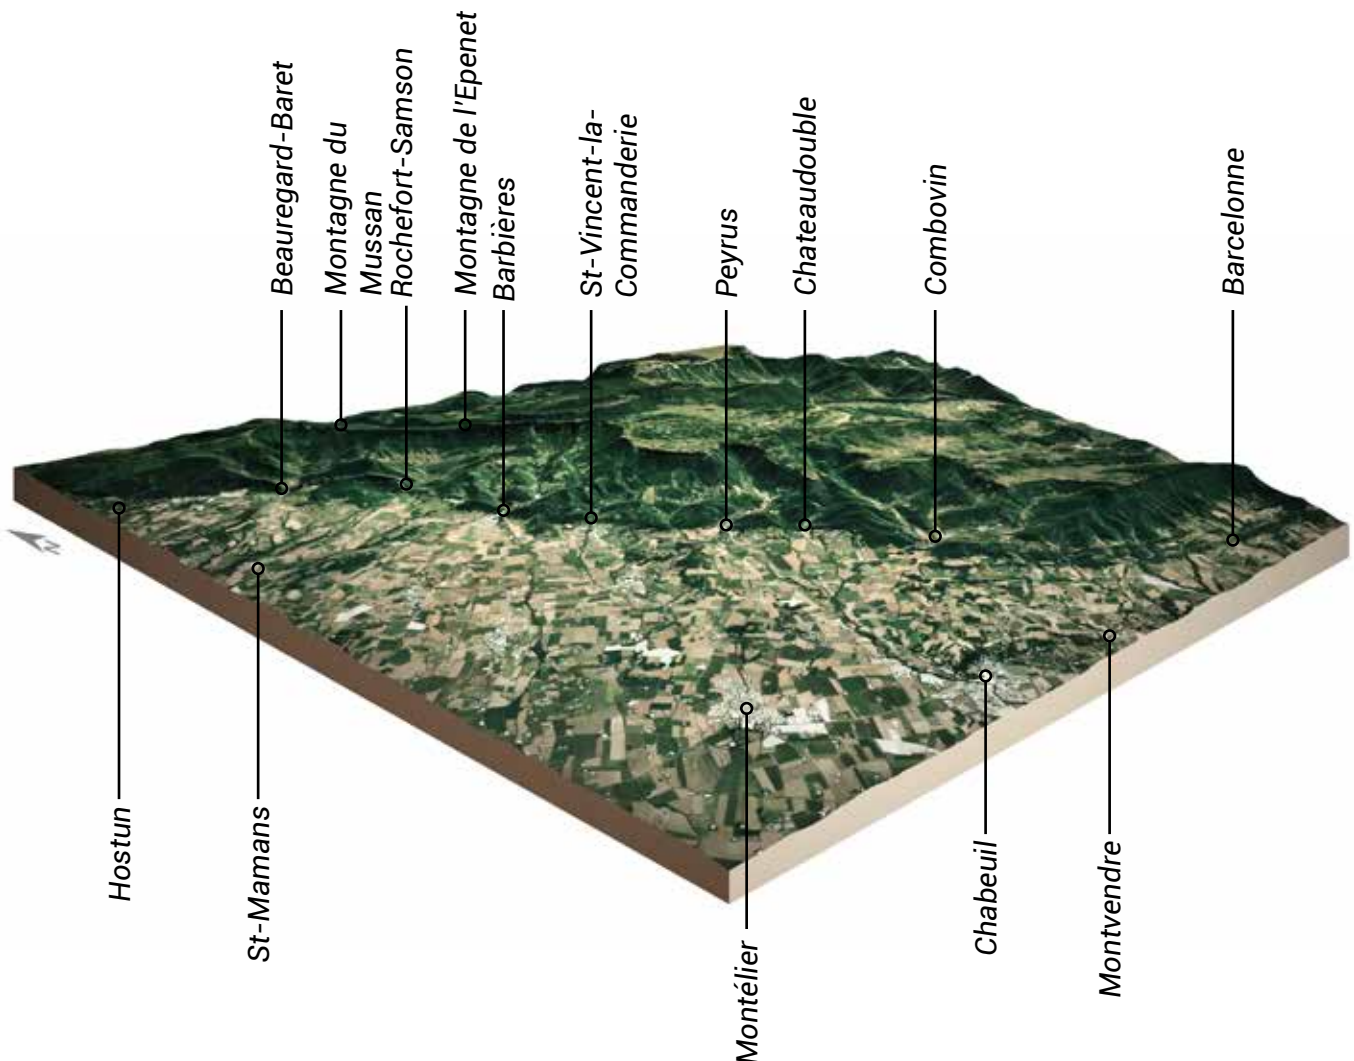 Beauregard-Baret
Montagne du
Mussan
Rochefort-Samson
Montagne de l'Epenet
Barbières
St-Vincent-la-
Commanderie
Peyrus
Chateaudouble
Combovin
Barcelonne
N
Hostun
St-Mamans
Montélier
Chabeuil
Montvendre